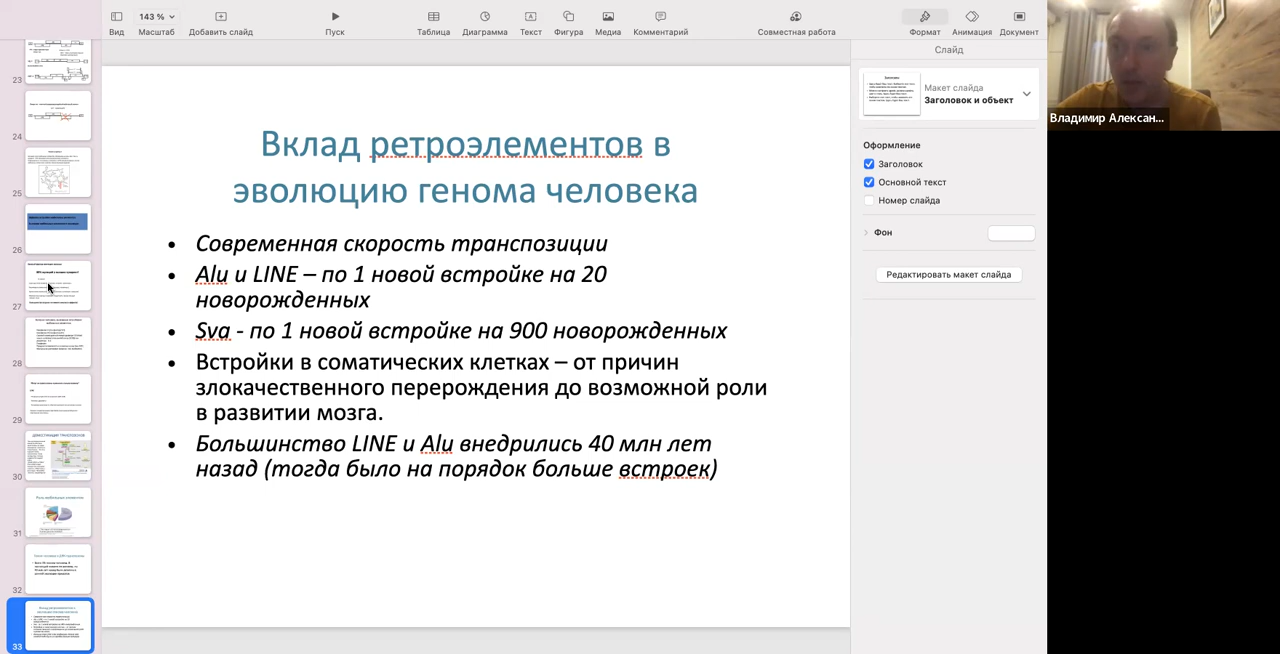 143 %
Вид
Масштаб
Добавить слайд
Пуск
Таблица
Диаграмма
Текст
Фигура
Медиа
Комментарий
Совместная работа
Формат
Анимация
Документ
Слайд
Макет слайда
Заголовок и объект
Оформление
Заголовок
Основной текст
Номер слайда
Фон
Редактировать макет слайда
Владимир Алексан...
23
24
25
26
27
28
29
30
31
32
33
Вклад ретроэлементов в
эволюцию генома человека
• Современная скорость транспозиции
• Alu и LINE – по 1 новой встройке на 20
новорожденных
• Sva - по 1 новой встройке на 900 новорожденных
• Встройки в соматических клетках – от причин
злокачественного перерождения до возможной роли
в развитии мозга.
• Большинство LINE и Alu внедрились 40 млн лет
назад (тогда было на порядок больше встроек)